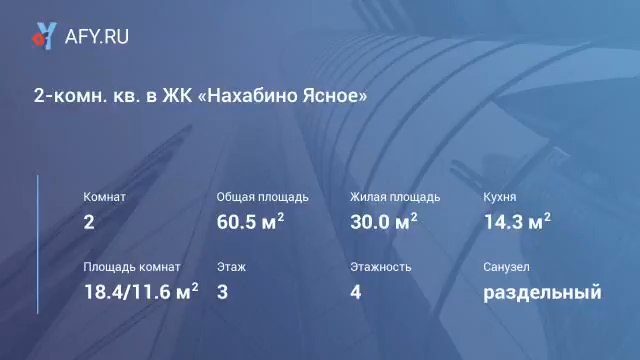 AFY.RU
2-комн. кв. в ЖК «Нахабино Ясное»
Комнат Общая площадь Жилая площадь Кухня
2 60.5 м² 30.0 м² 14.3 м²
Площадь комнат Этаж Этажность Санузел
18.4/11.6 м² 3 4 раздельный